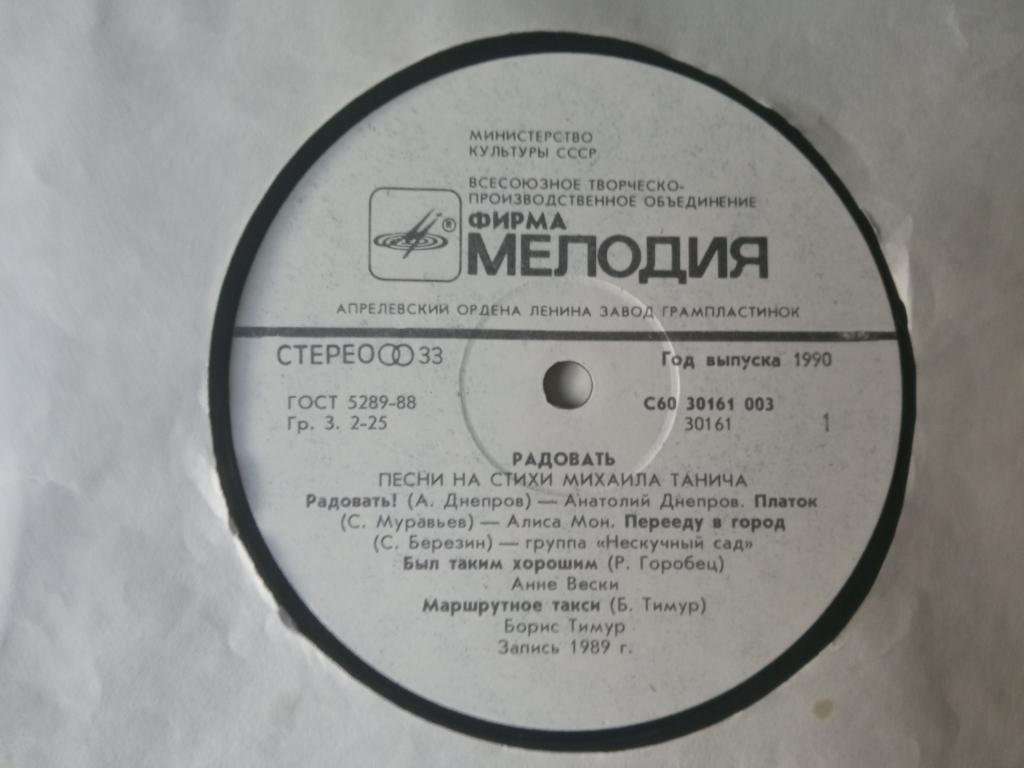 МИНИСТЕРСТВО
КУЛЬТУРЫ СССР
ВСЕСОЮЗНОЕ ТВОРЧЕСКО-
ПРОИЗВОДСТВЕННОЕ ОБЪЕДИНЕНИЕ
®
ФИРМА
МЕЛОДИЯ
АПРЕЛЕВСКИЙ ОРДЕНА ЛЕНИНА ЗАВОД ГРАМПЛАСТИНОК
СТЕРЕО 33 Год выпуска 1990
ГОСТ 5289-88 С60 30161 003
Гр. 3. 2-25 30161 1
РАДОВАТЬ
ПЕСНИ НА СТИХИ МИХАИЛА ТАНИЧА
Радовать! (А. Днепров) — Анатолий Днепров. Платок
(С. Муравьев) — Алиса Мон. Перееду в город
(С. Березин) — группа «Нескучный сад»
Был таким хорошим (Р. Горобец)
Анне Вески
Маршрутное такси (Б. Тимур)
Борис Тимур
Запись 1989 г.